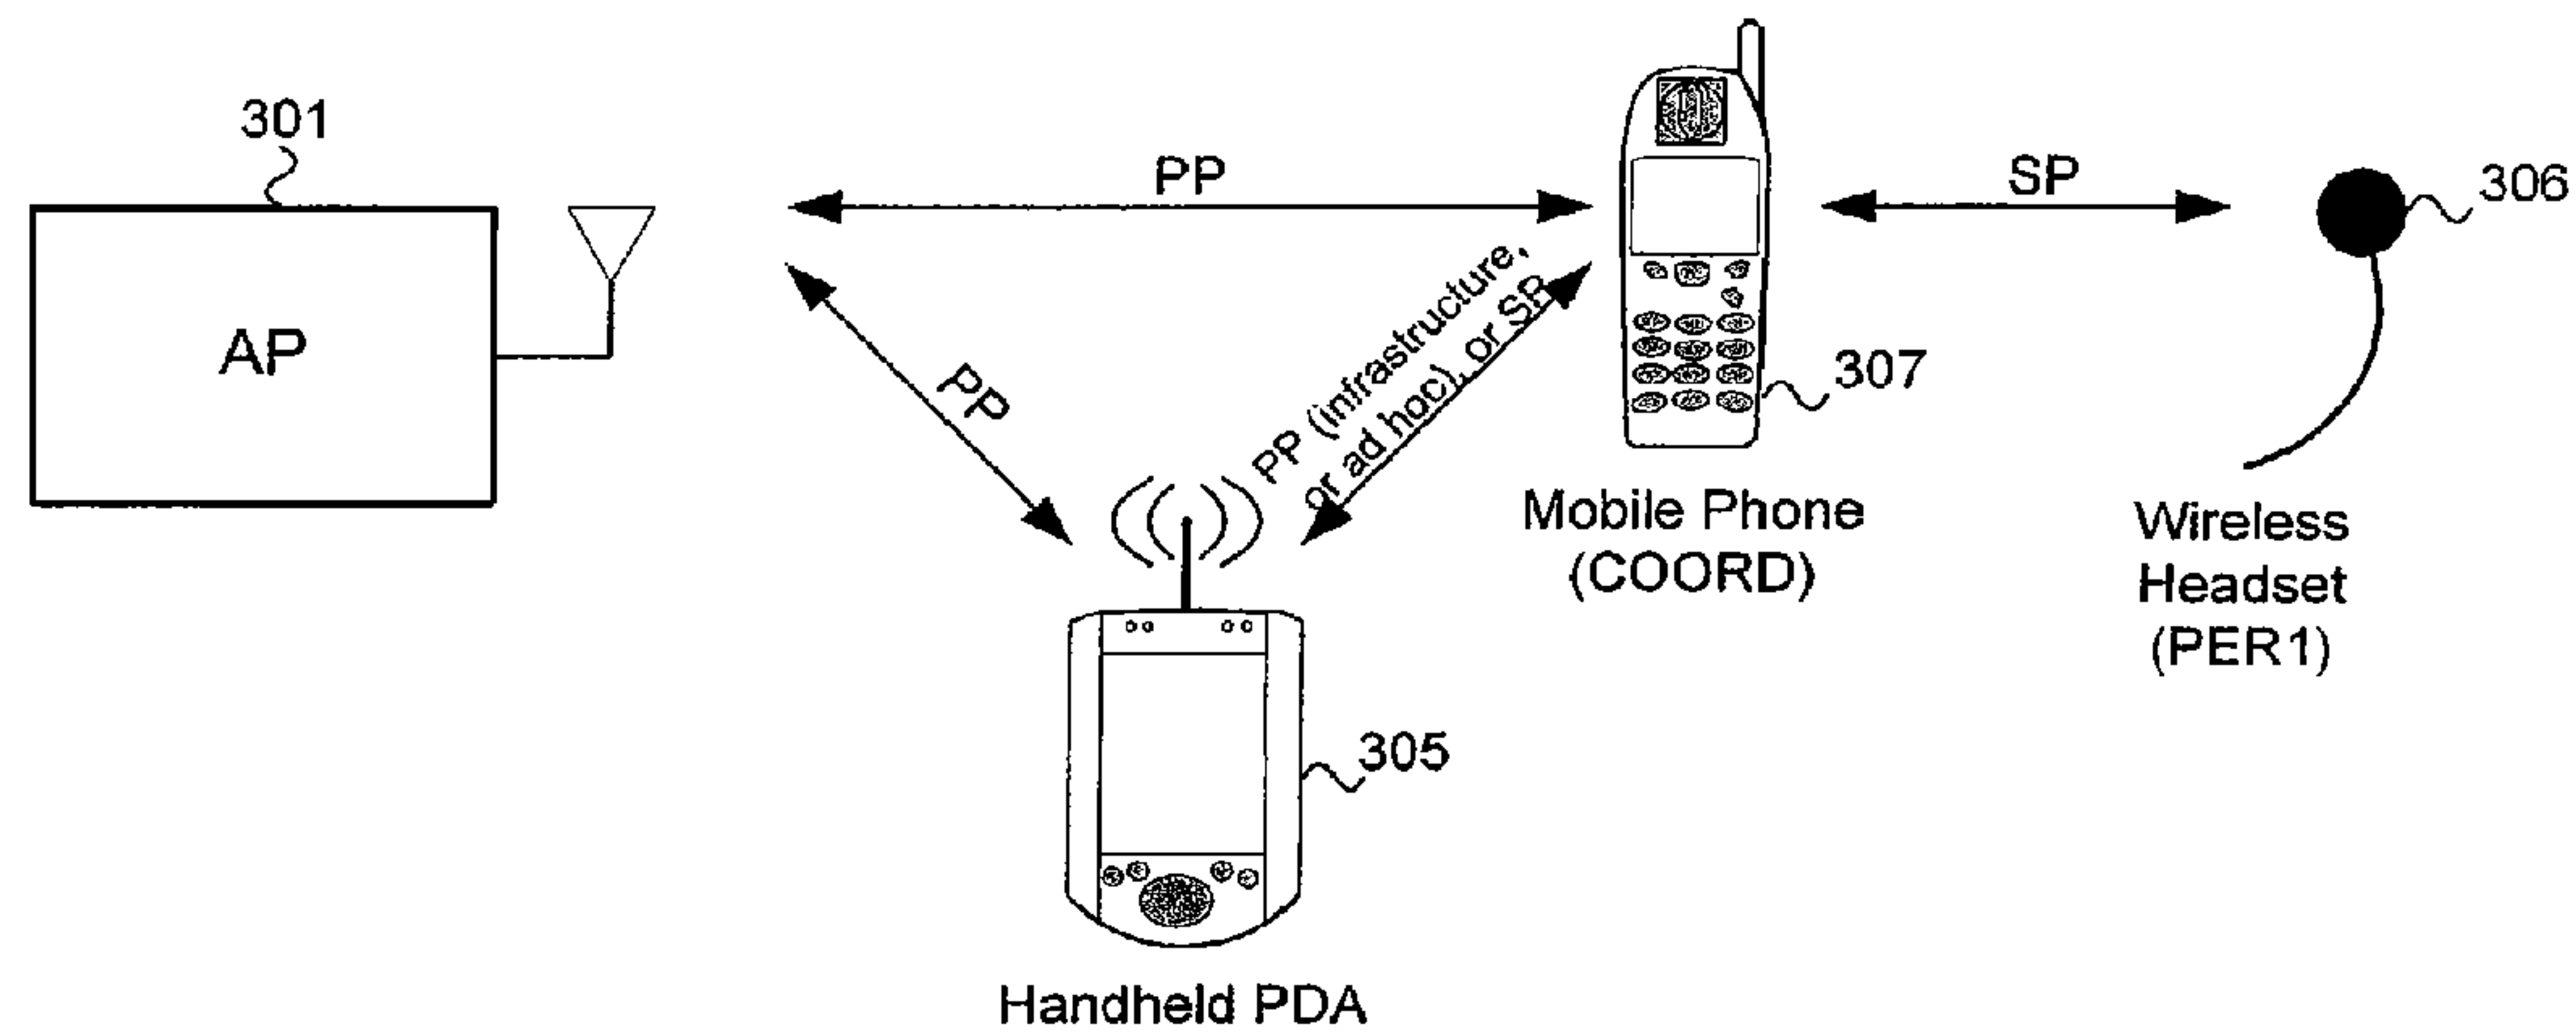 301
AP
PP
SP
306
PP
PP (infrastructure,
or ad hoc), or SP
307
Mobile Phone
(COORD)
Wireless
Headset
(PER1)
305
Handheld PDA